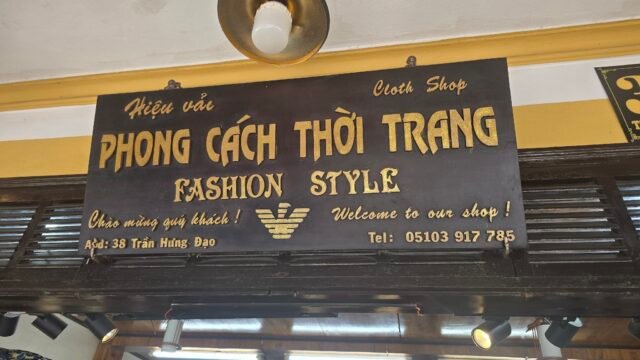 Hiệu vải
Cloth Shop
PHONG CÁCH THỜI TRANG
FASHION STYLE
Chào mừng quý khách !
Welcome to our shop !
Add: 38 Trần Hưng Đạo
Tel: 05103 917 785